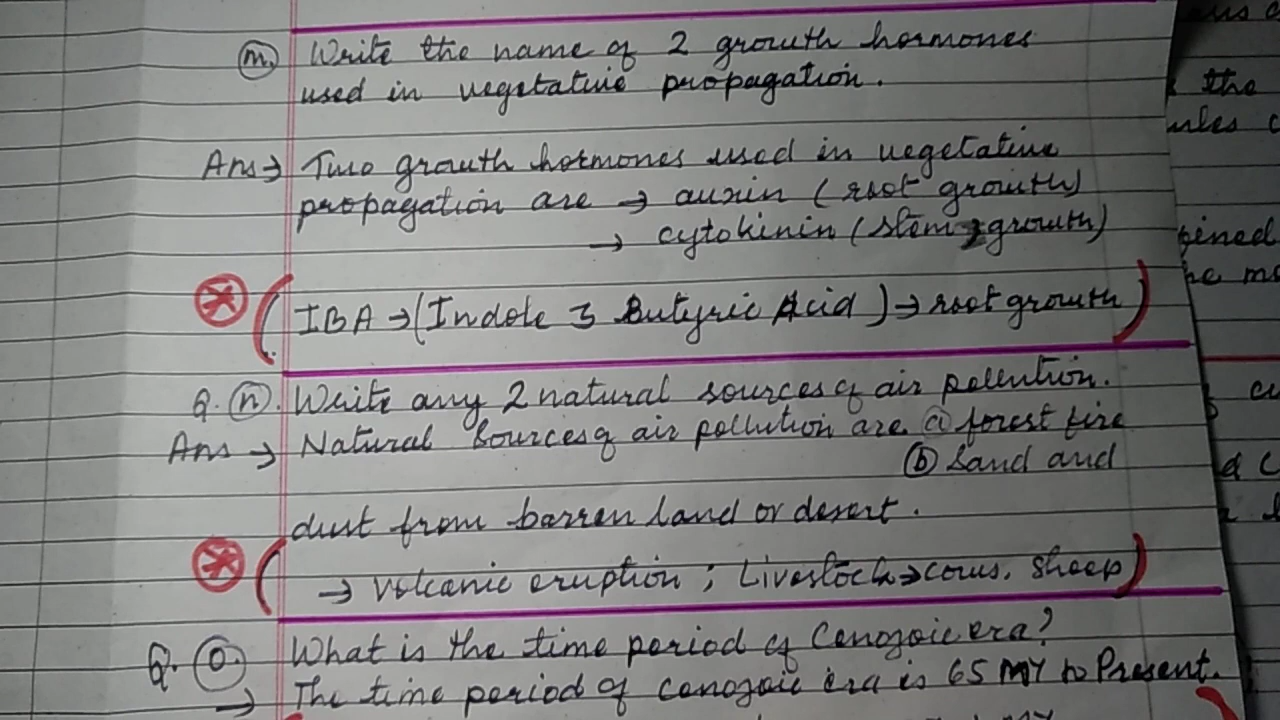 (m) Write the name of 2 growth hormones
used in vegetative propagation.
Ans → Two growth hormones used in vegetative
propagation are → auxin (root growth)
→ cytokinin (stem growth)
(IBA → (Indole 3 Butyric Acid) → root growth)
Q. (n). Write any 2 natural sources of air pollution.
Ans → Natural sources of air pollution are (a) forest fire
(b) Sand and
dust from barren land or desert.
(→ Volcanic eruption ; Livestock → cows, sheep)
Q. (o.) What is the time period of Cenozoic era?
→ The time period of cenozoic era is 65 MY to Present.
the